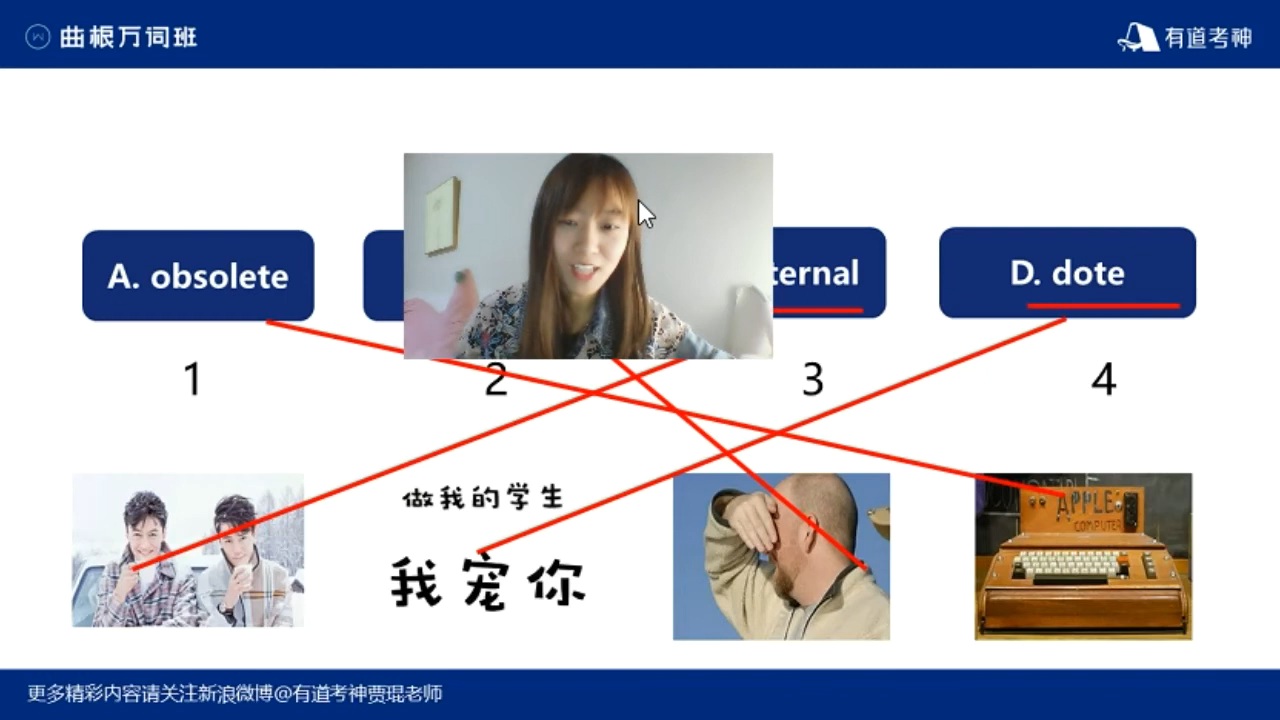 曲根万词班
有道考神
A. obsolete
ternal
D. dote
1
2
3
4
做我的学生
我宠你
APPLE
COMPUTER
更多精彩内容请关注新浪微博@有道考神贾琨老师